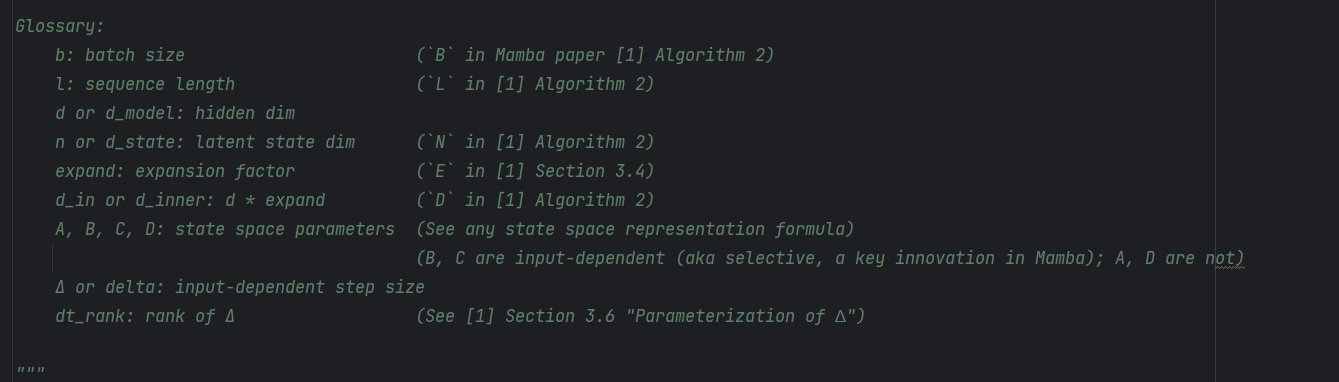 Glossary:
b: batch size (`B` in Mamba paper [1] Algorithm 2)
l: sequence length (`L` in [1] Algorithm 2)
d or d_model: hidden dim
n or d_state: latent state dim (`N` in [1] Algorithm 2)
expand: expansion factor (`E` in [1] Section 3.4)
d_in or d_inner: d * expand (`D` in [1] Algorithm 2)
A, B, C, D: state space parameters (See any state space representation formula)
(B, C are input-dependent (aka selective, a key innovation in Mamba); A, D are not)
Δ or delta: input-dependent step size
dt_rank: rank of Δ (See [1] Section 3.6 "Parameterization of ∆")
"""